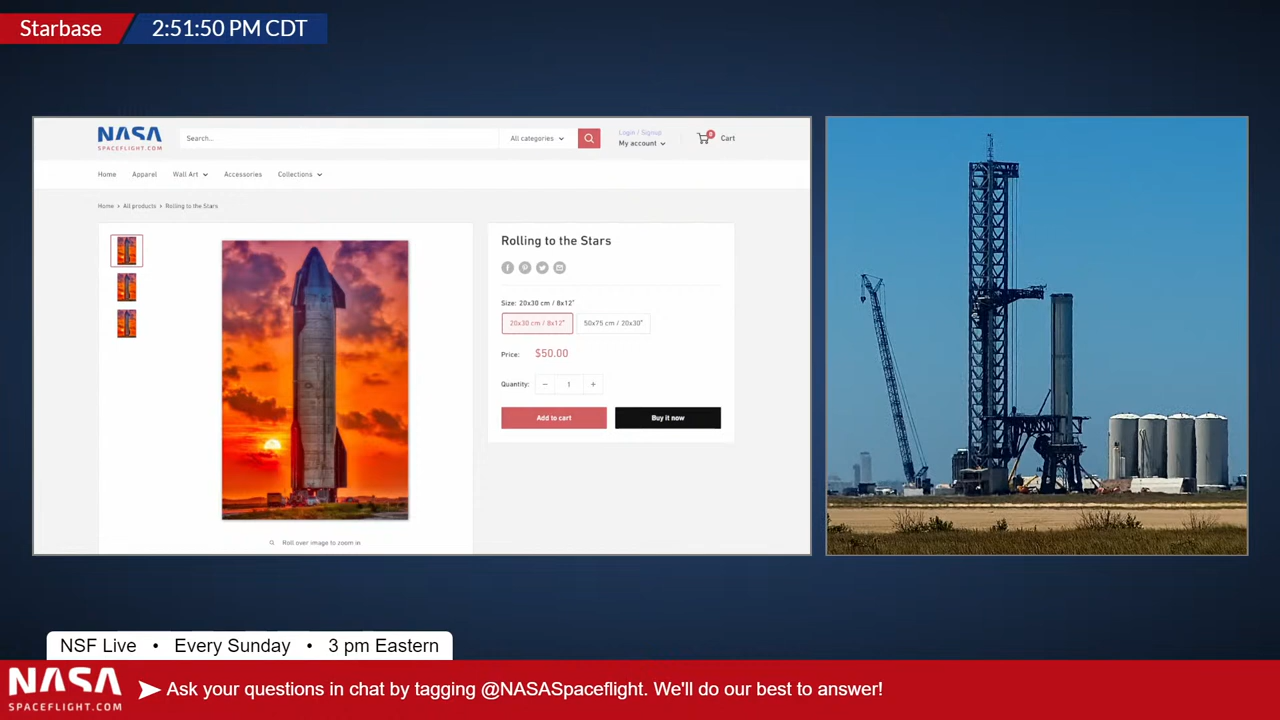 Starbase
2:51:50 PM CDT
NASA
SPACEFLIGHT.COM
Search...
All categories
Login / Signup
My account
0
Cart
Home
Apparel
Wall Art
Accessories
Collections
Home > All products > Rolling to the Stars
Rolling to the Stars
Size: 20x30 cm / 8x12"
20x30 cm / 8x12"
50x75 cm / 20x30"
Price: $50.00
Quantity: − 1 +
Add to cart
Buy it now
Roll over image to zoom in
NSF Live • Every Sunday • 3 pm Eastern
NASA
SPACEFLIGHT.COM
Ask your questions in chat by tagging @NASASpaceflight. We'll do our best to answer!